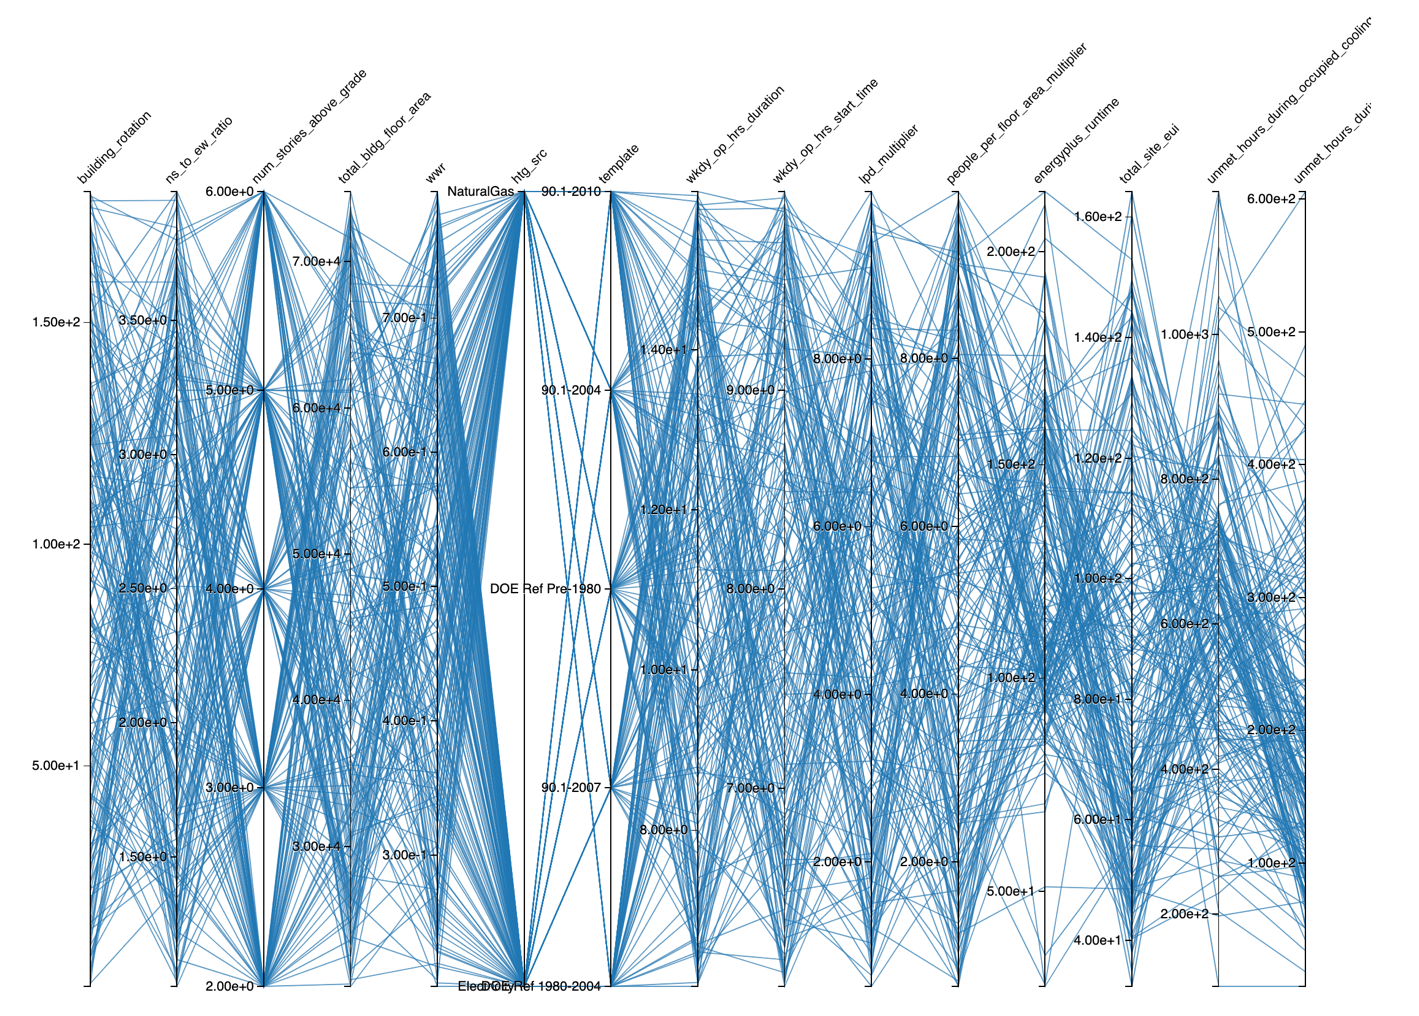 building_rotation
ns_to_ew_ratio
num_stories_above_grade
total_bldg_floor_area
wwr
htg_src
template
wkdy_op_hrs_duration
wkdy_op_hrs_start_time
lpd_multiplier
people_per_floor_area_multiplier
energyplus_runtime
total_site_eui
unmet_hours_during_occupied_cooling
unmet_hours_duri
1.50e+2
1.00e+2
5.00e+1
3.50e+0
3.00e+0
2.50e+0
2.00e+0
1.50e+0
6.00e+0
5.00e+0
4.00e+0
3.00e+0
2.00e+0
7.00e+4
6.00e+4
5.00e+4
4.00e+4
3.00e+4
7.00e-1
6.00e-1
5.00e-1
4.00e-1
3.00e-1
NaturalGas
Electricity
90.1-2010
90.1-2004
DOE Ref Pre-1980
90.1-2007
DOE Ref 1980-2004
1.40e+1
1.20e+1
1.00e+1
8.00e+0
9.00e+0
8.00e+0
7.00e+0
8.00e+0
6.00e+0
4.00e+0
2.00e+0
8.00e+0
6.00e+0
4.00e+0
2.00e+0
2.00e+2
1.50e+2
1.00e+2
5.00e+1
1.60e+2
1.40e+2
1.20e+2
1.00e+2
8.00e+1
6.00e+1
4.00e+1
1.00e+3
8.00e+2
6.00e+2
4.00e+2
2.00e+2
6.00e+2
5.00e+2
4.00e+2
3.00e+2
2.00e+2
1.00e+2